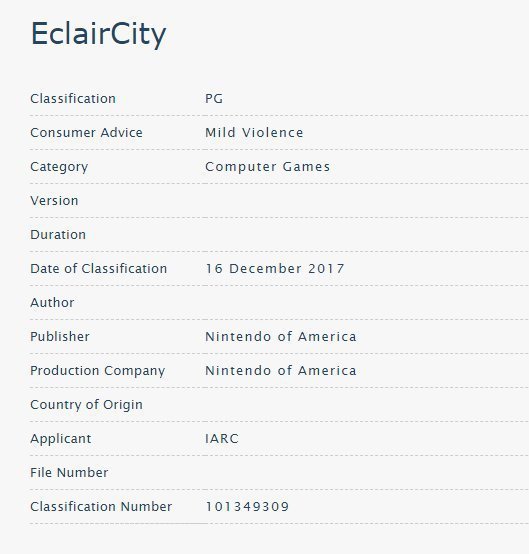 EclairCity
Classification PG
Consumer Advice Mild Violence
Category Computer Games
Version
Duration
Date of Classification 16 December 2017
Author
Publisher Nintendo of America
Production Company Nintendo of America
Country of Origin
Applicant IARC
File Number
Classification Number 101349309